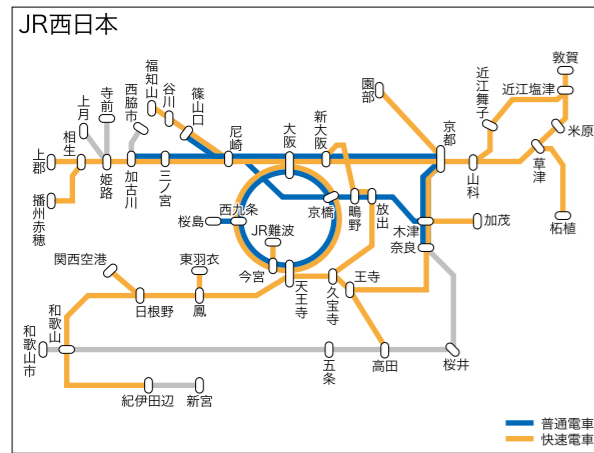 JR西日本
敦賀
近江塩津
近江舞子
米原
園部
京都
山科
草津
柘植
福知山
谷川
篠山口
尼崎
大阪
新大阪
西脇市
寺前
上月
相生
上郡
播州赤穂
姫路
加古川
三ノ宮
西九条
桜島
JR難波
今宮
京橋
鴫野
放出
木津
奈良
加茂
関西空港
東羽衣
日根野
鳳
天王寺
久宝寺
王寺
和歌山
和歌山市
五条
高田
桜井
紀伊田辺
新宮
普通電車
快速電車